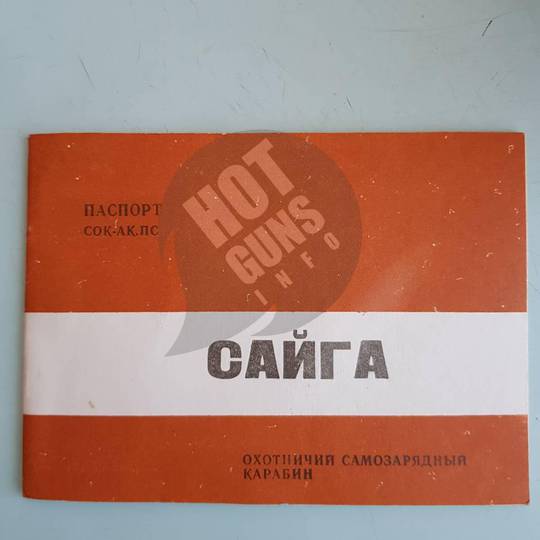 HOT
GUNS
INFO
ПАСПОРТ
СОК-АК.ПС
САЙГА
ОХОТНИЧИЙ САМОЗАРЯДНЫЙ
КАРАБИН